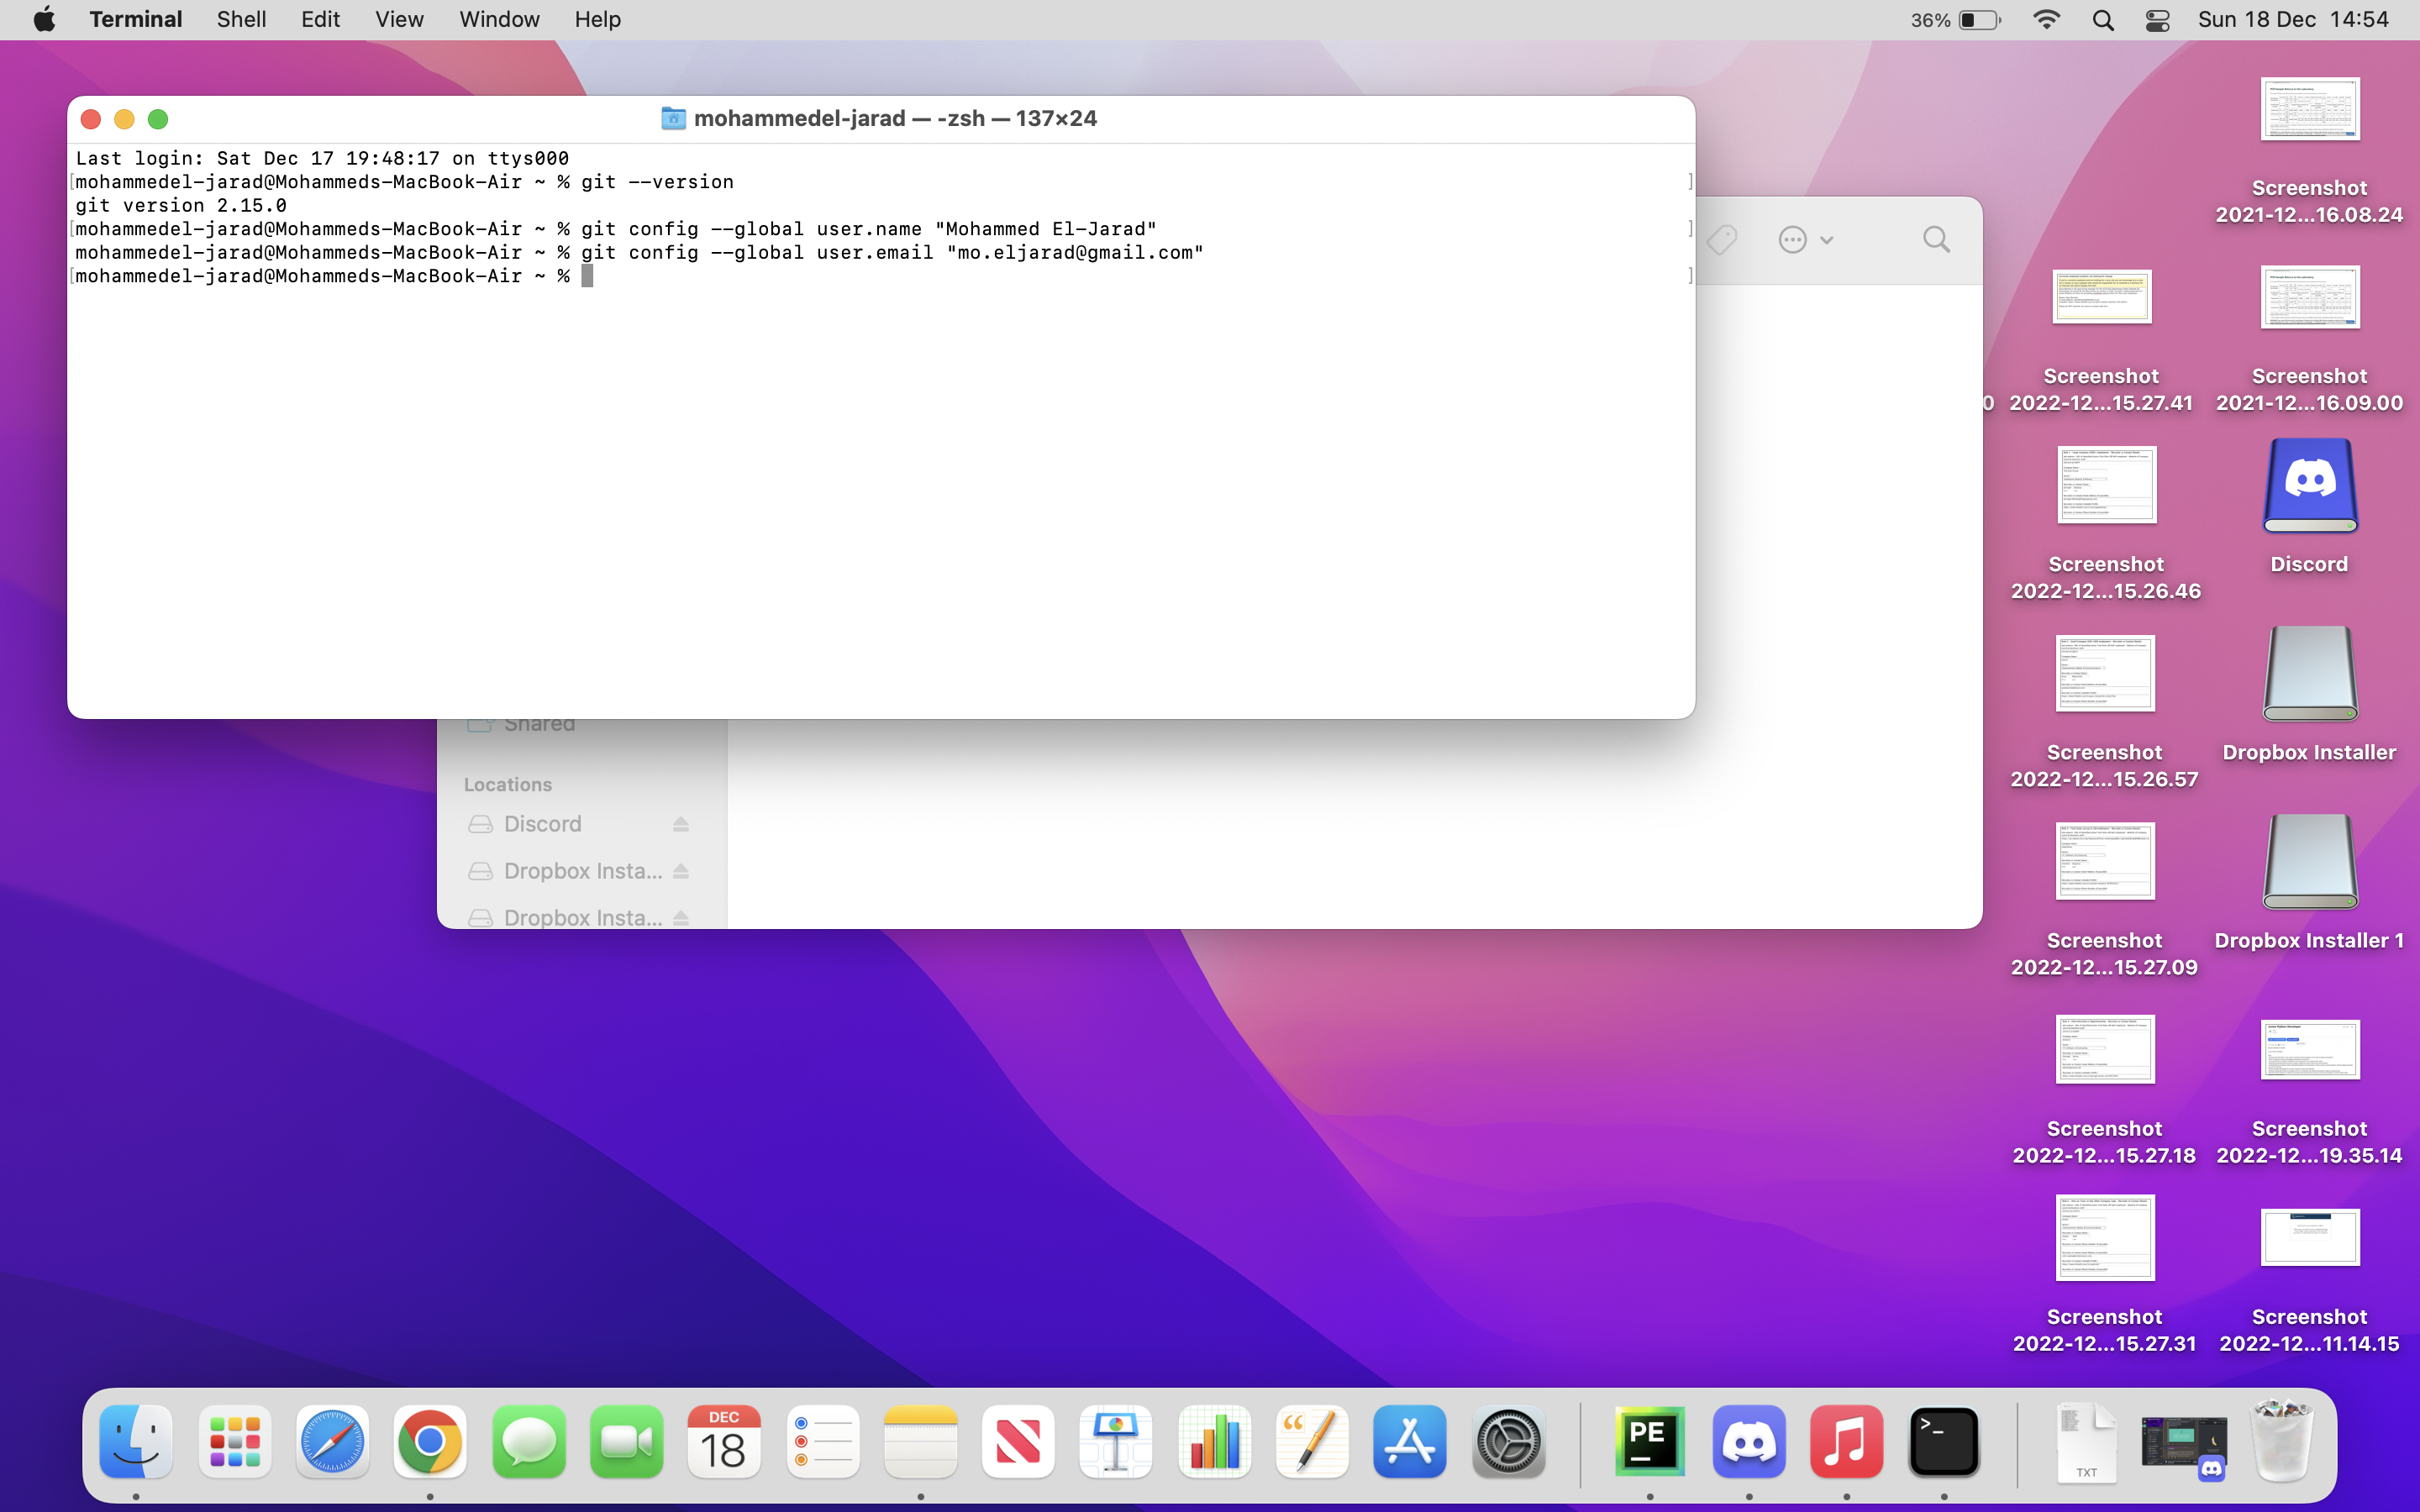 Terminal Shell Edit View Window Help 36% Sun 18 Dec 14:54
mohammedel-jarad — -zsh — 137×24
Last login: Sat Dec 17 19:48:17 on ttys000
[mohammedel-jarad@Mohammeds-MacBook-Air ~ % git --version ]
git version 2.15.0
[mohammedel-jarad@Mohammeds-MacBook-Air ~ % git config --global user.name "Mohammed El-Jarad" ]
mohammedel-jarad@Mohammeds-MacBook-Air ~ % git config --global user.email "mo.eljarad@gmail.com"
[mohammedel-jarad@Mohammeds-MacBook-Air ~ % ]
Shared
Locations
Discord
Dropbox Insta...
Dropbox Insta...
Screenshot
2021-12...16.08.24
0
Screenshot
2022-12...15.27.41
Screenshot
2021-12...16.09.00
Screenshot
2022-12...15.26.46
Discord
Screenshot
2022-12...15.26.57
Dropbox Installer
Screenshot
2022-12...15.27.09
Dropbox Installer 1
Screenshot
2022-12...15.27.18
Screenshot
2022-12...19.35.14
Screenshot
2022-12...15.27.31
Screenshot
2022-12...11.14.15
DEC
18
PE
>_
TXT